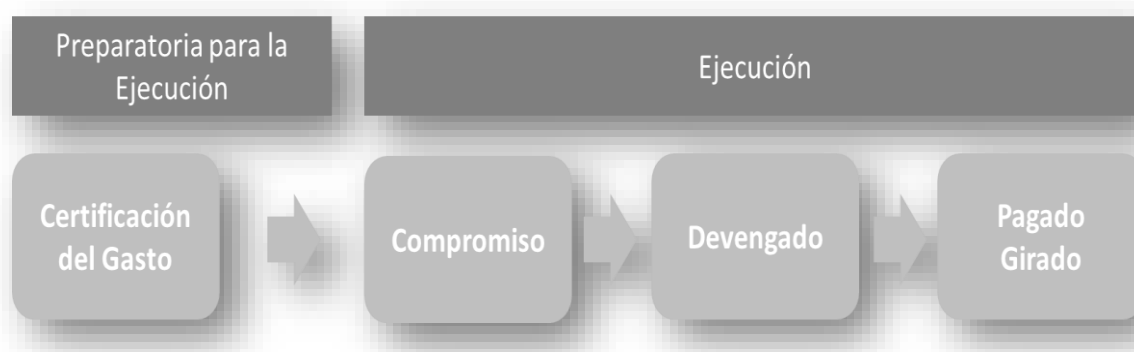 Preparatoria para la
Ejecución
Ejecución
Certificación
del Gasto
Compromiso
Devengado
Pagado
Girado